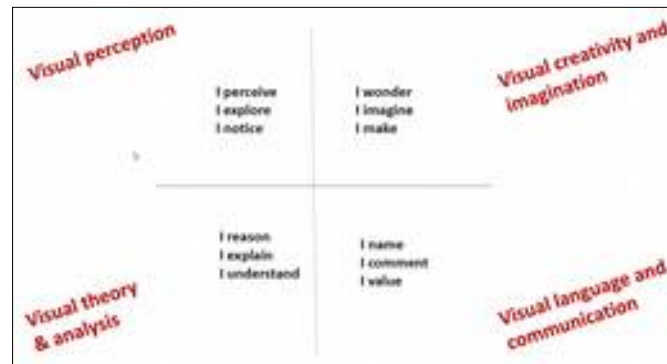 Visual perception
Visual creativity and
imagination
I perceive
I explore
I notice
I wonder
I imagine
I make
I reason
I explain
I understand
I name
I comment
I value
Visual theory
& analysis
Visual language and
communication